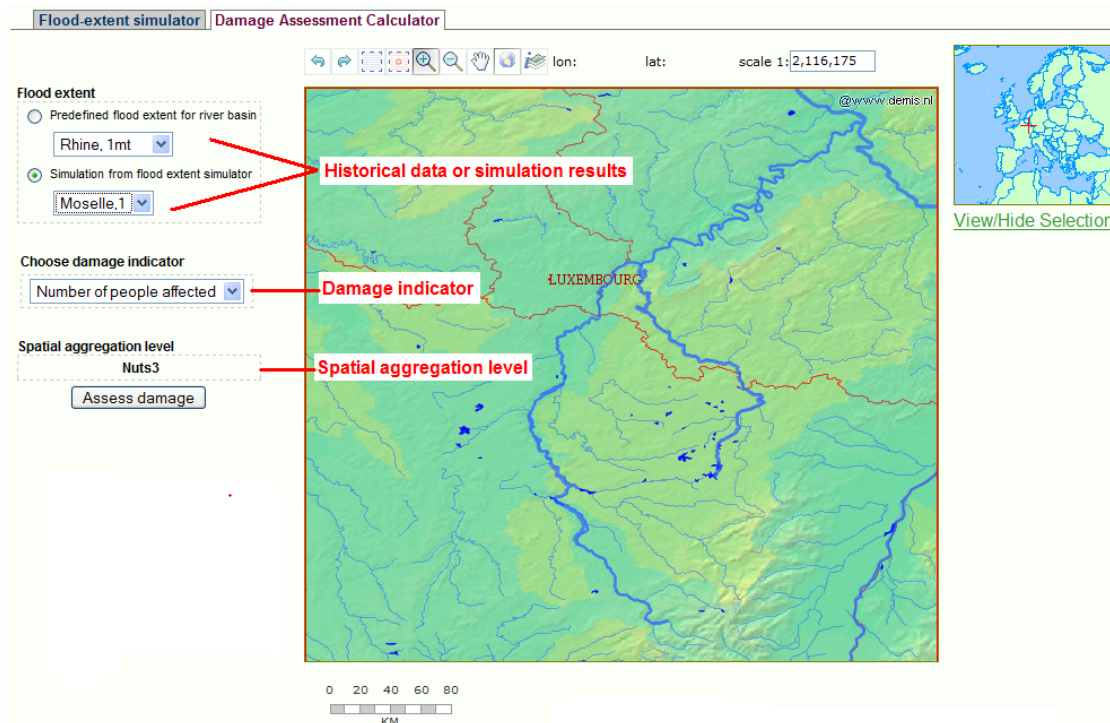 Flood-extent simulator
Damage Assessment Calculator
lon:
lat:
scale 1: 2,116,175
@www.demis.nl
Flood extent
Predefined flood extent for river basin
Rhine, 1mt
Simulation from flood extent simulator
Moselle,1
Historical data or simulation results
View/Hide Selection
LUXEMBOURG
Choose damage indicator
Number of people affected
Damage indicator
Spatial aggregation level
Nuts3
Spatial aggregation level
Assess damage
0 20 40 60 80
KM